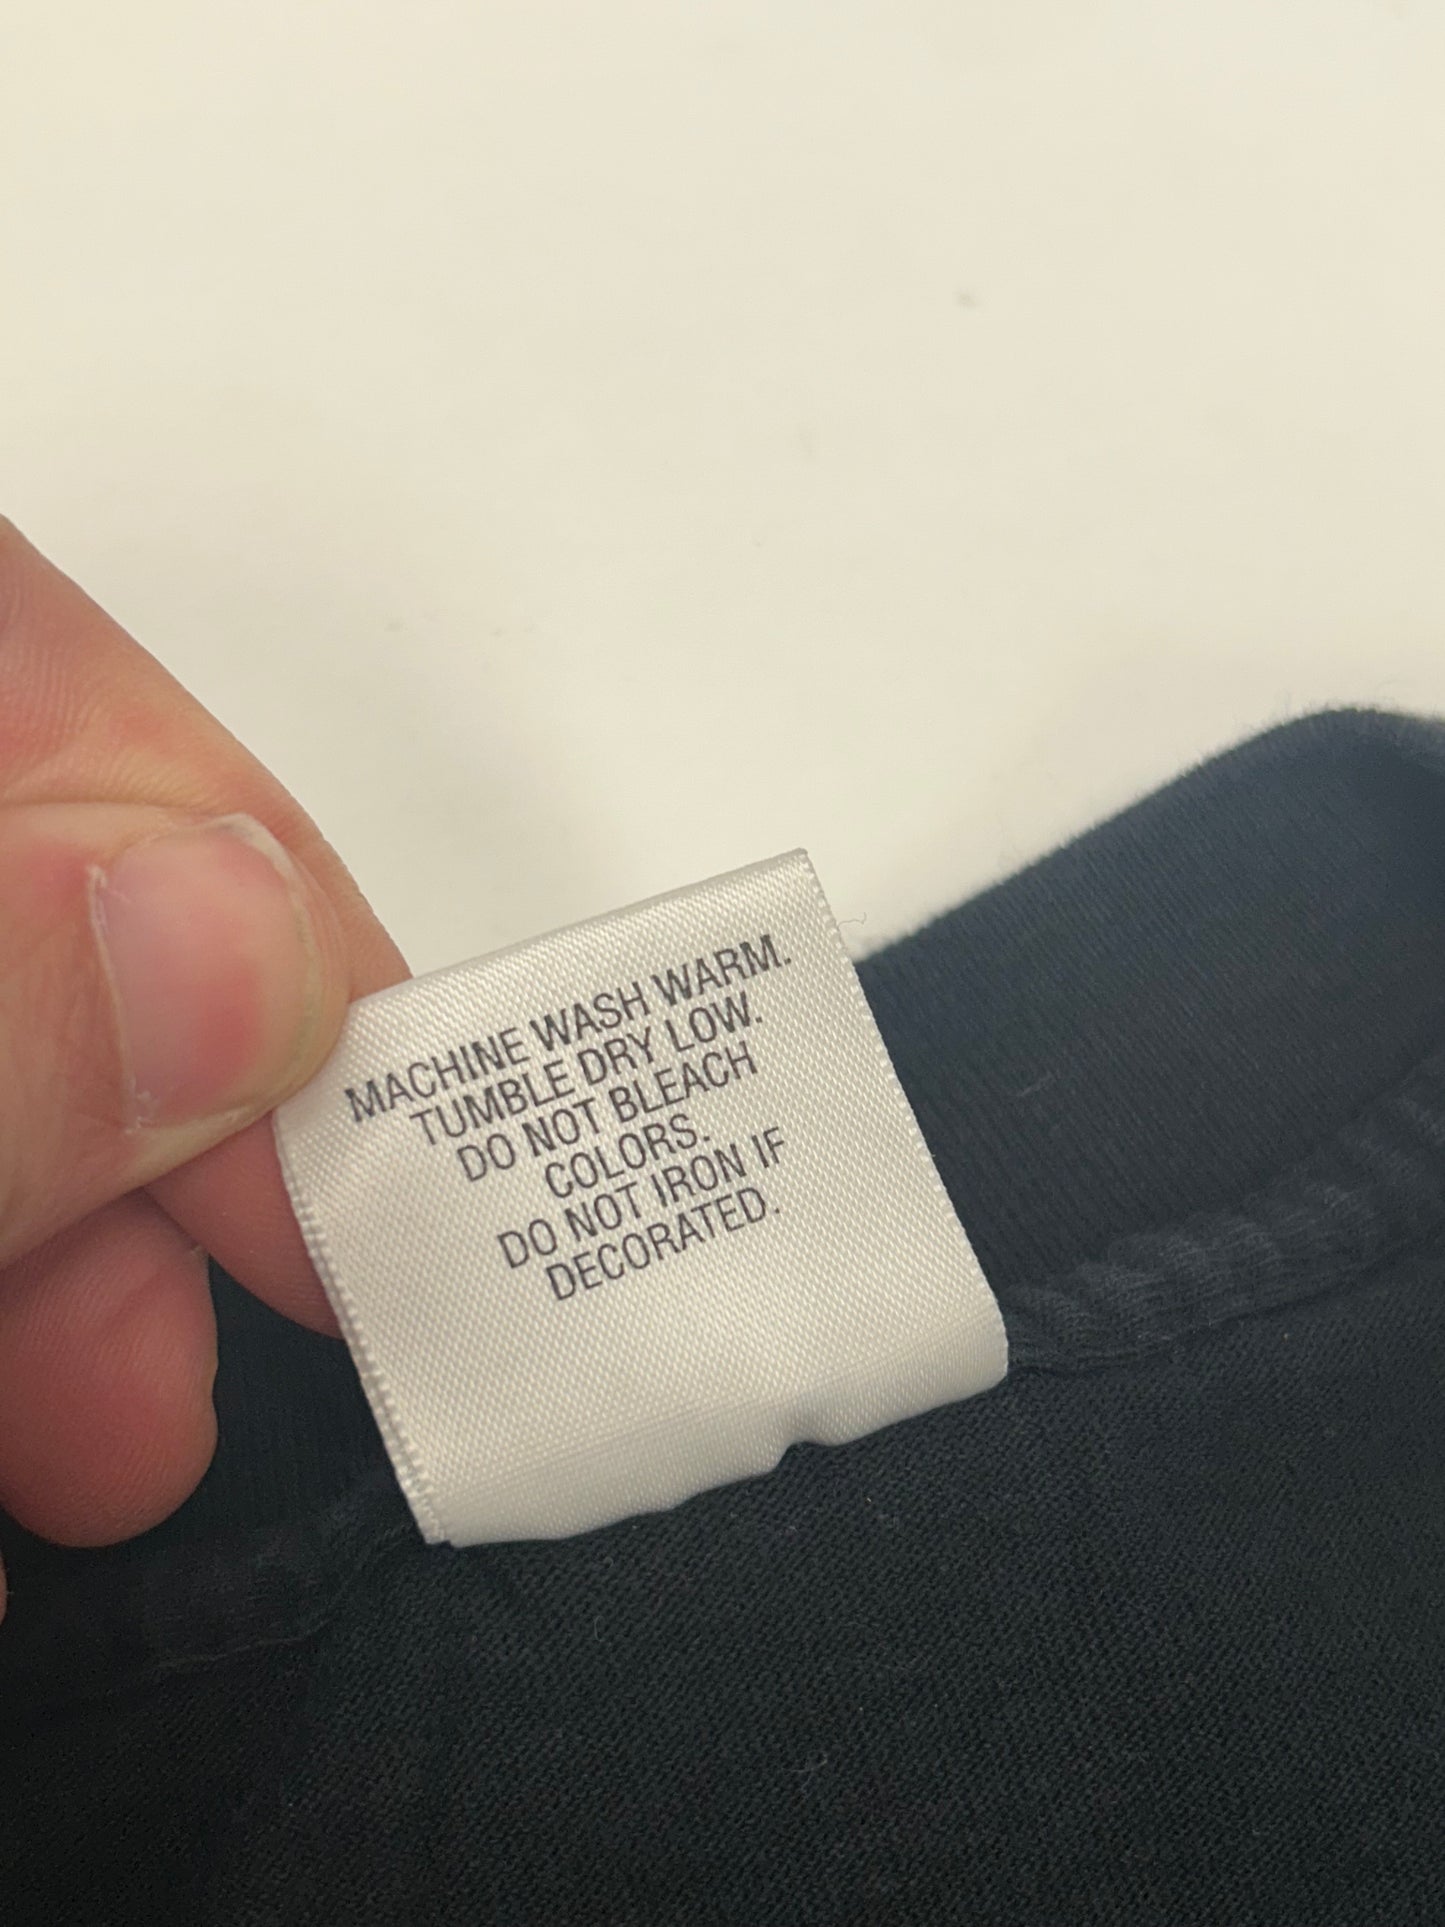 MACHINE WASH WARM.
TUMBLE DRY LOW.
DO NOT BLEACH
COLORS.
DO NOT IRON IF
DECORATED.